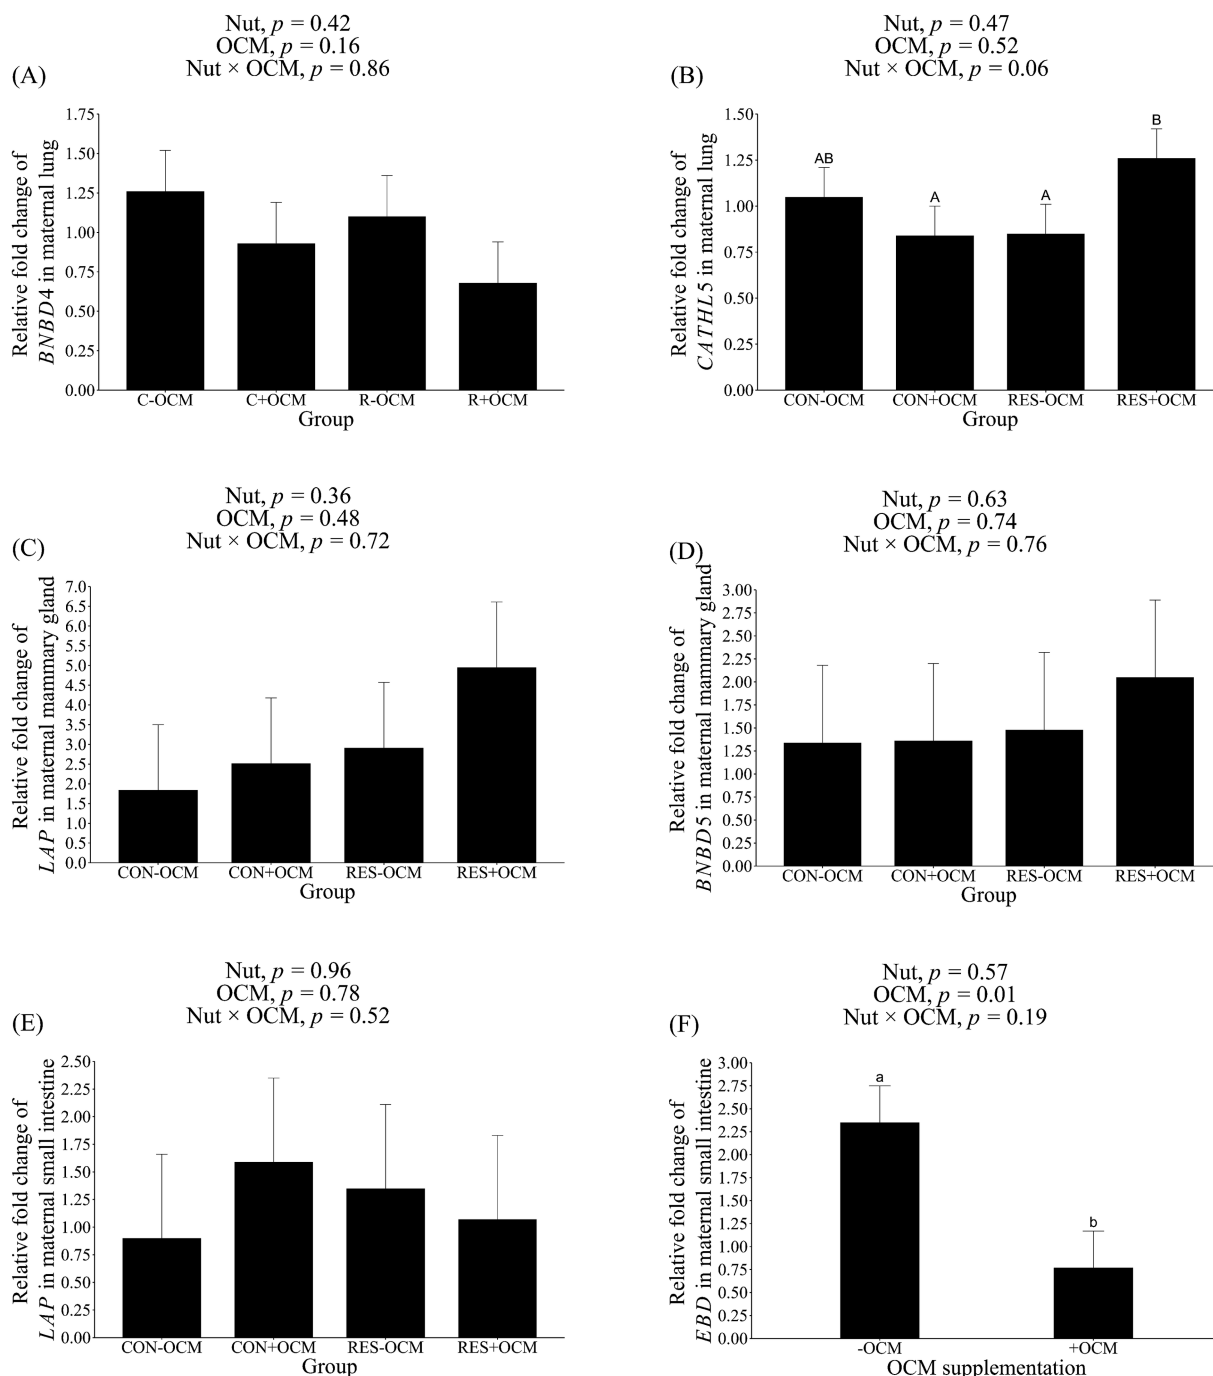 Nut, p = 0.42
OCM, p = 0.16
Nut × OCM, p = 0.86
(A)
Relative fold change of
BNBD4 in maternal lung
1.75
1.50
1.25
1.00
0.75
0.50
0.25
0.00
C-OCM C+OCM R-OCM R+OCM
Group
Nut, p = 0.47
OCM, p = 0.52
Nut × OCM, p = 0.06
(B)
Relative fold change of
CATHL5 in maternal lung
1.50
1.25
1.00
0.75
0.50
0.25
0.00
AB A A B
CON-OCM CON+OCM RES-OCM RES+OCM
Group
Nut, p = 0.36
OCM, p = 0.48
Nut × OCM, p = 0.72
(C)
Relative fold change of
LAP in maternal mammary gland
7.0
6.5
6.0
5.5
5.0
4.5
4.0
3.5
3.0
2.5
2.0
1.5
1.0
0.5
0.0
CON-OCM CON+OCM RES-OCM RES+OCM
Group
Nut, p = 0.63
OCM, p = 0.74
Nut × OCM, p = 0.76
(D)
Relative fold change of
BNBD5 in maternal mammary gland
3.00
2.75
2.50
2.25
2.00
1.75
1.50
1.25
1.00
0.75
0.50
0.25
0.00
CON-OCM CON+OCM RES-OCM RES+OCM
Group
Nut, p = 0.96
OCM, p = 0.78
Nut × OCM, p = 0.52
(E)
Relative fold change of
LAP in maternal small intestine
2.50
2.25
2.00
1.75
1.50
1.25
1.00
0.75
0.50
0.25
0.00
CON-OCM CON+OCM RES-OCM RES+OCM
Group
Nut, p = 0.57
OCM, p = 0.01
Nut × OCM, p = 0.19
(F)
Relative fold change of
EBD in maternal small intestine
3.00
2.75
2.50
2.25
2.00
1.75
1.50
1.25
1.00
0.75
0.50
0.25
0.00
a b
-OCM +OCM
OCM supplementation